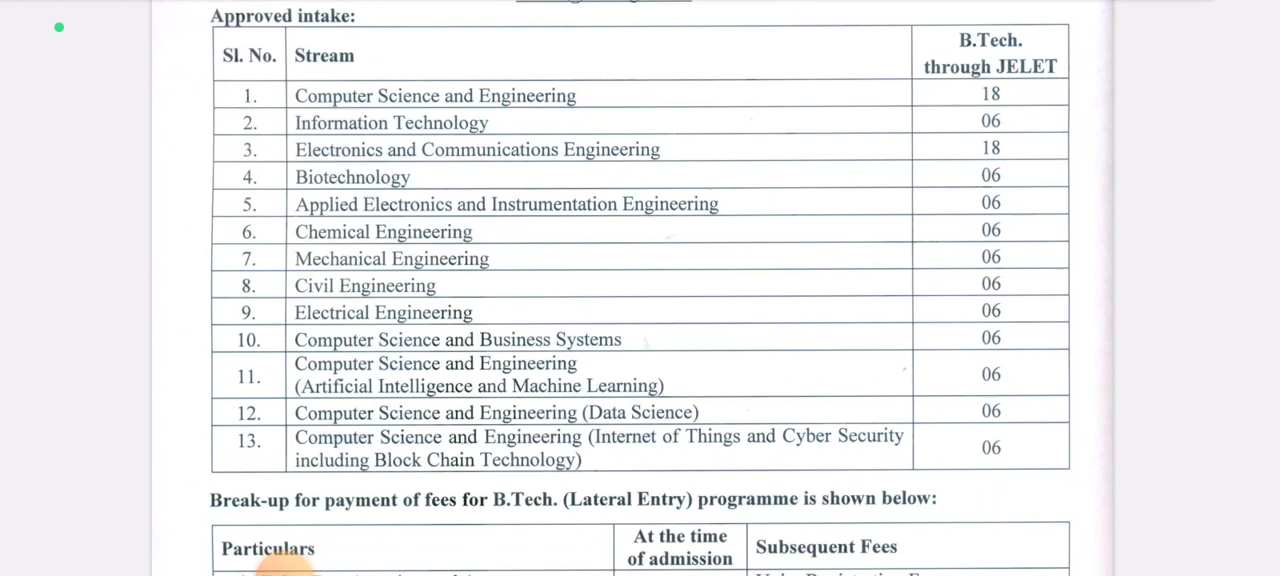 Approved intake:
Sl. No. Stream B.Tech. through JELET
1. Computer Science and Engineering 18
2. Information Technology 06
3. Electronics and Communications Engineering 18
4. Biotechnology 06
5. Applied Electronics and Instrumentation Engineering 06
6. Chemical Engineering 06
7. Mechanical Engineering 06
8. Civil Engineering 06
9. Electrical Engineering 06
10. Computer Science and Business Systems 06
11. Computer Science and Engineering
(Artificial Intelligence and Machine Learning) 06
12. Computer Science and Engineering (Data Science) 06
13. Computer Science and Engineering (Internet of Things and Cyber Security
including Block Chain Technology) 06
Break-up for payment of fees for B.Tech. (Lateral Entry) programme is shown below:
Particulars At the time of admission Subsequent Fees